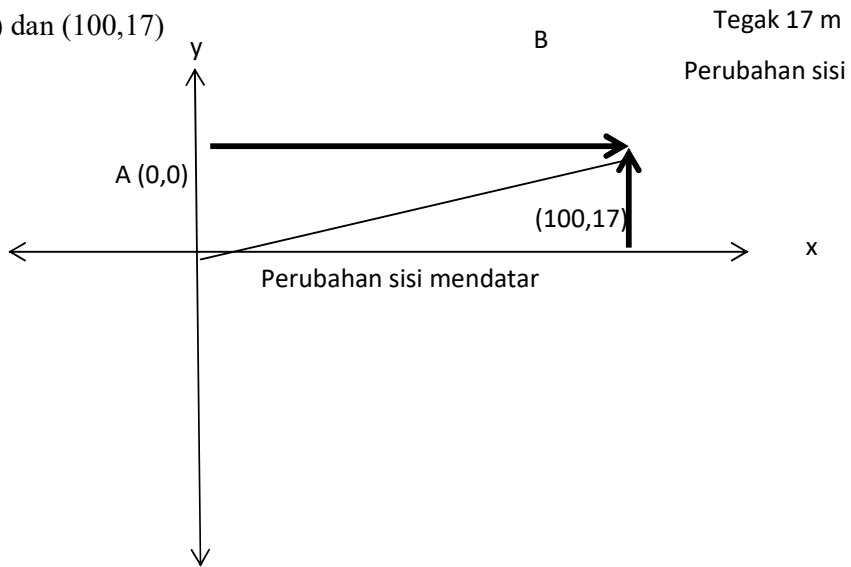 ) dan (100,17)
Tegak 17 m
y
B
Perubahan sisi
A (0,0)
(100,17)
x
Perubahan sisi mendatar